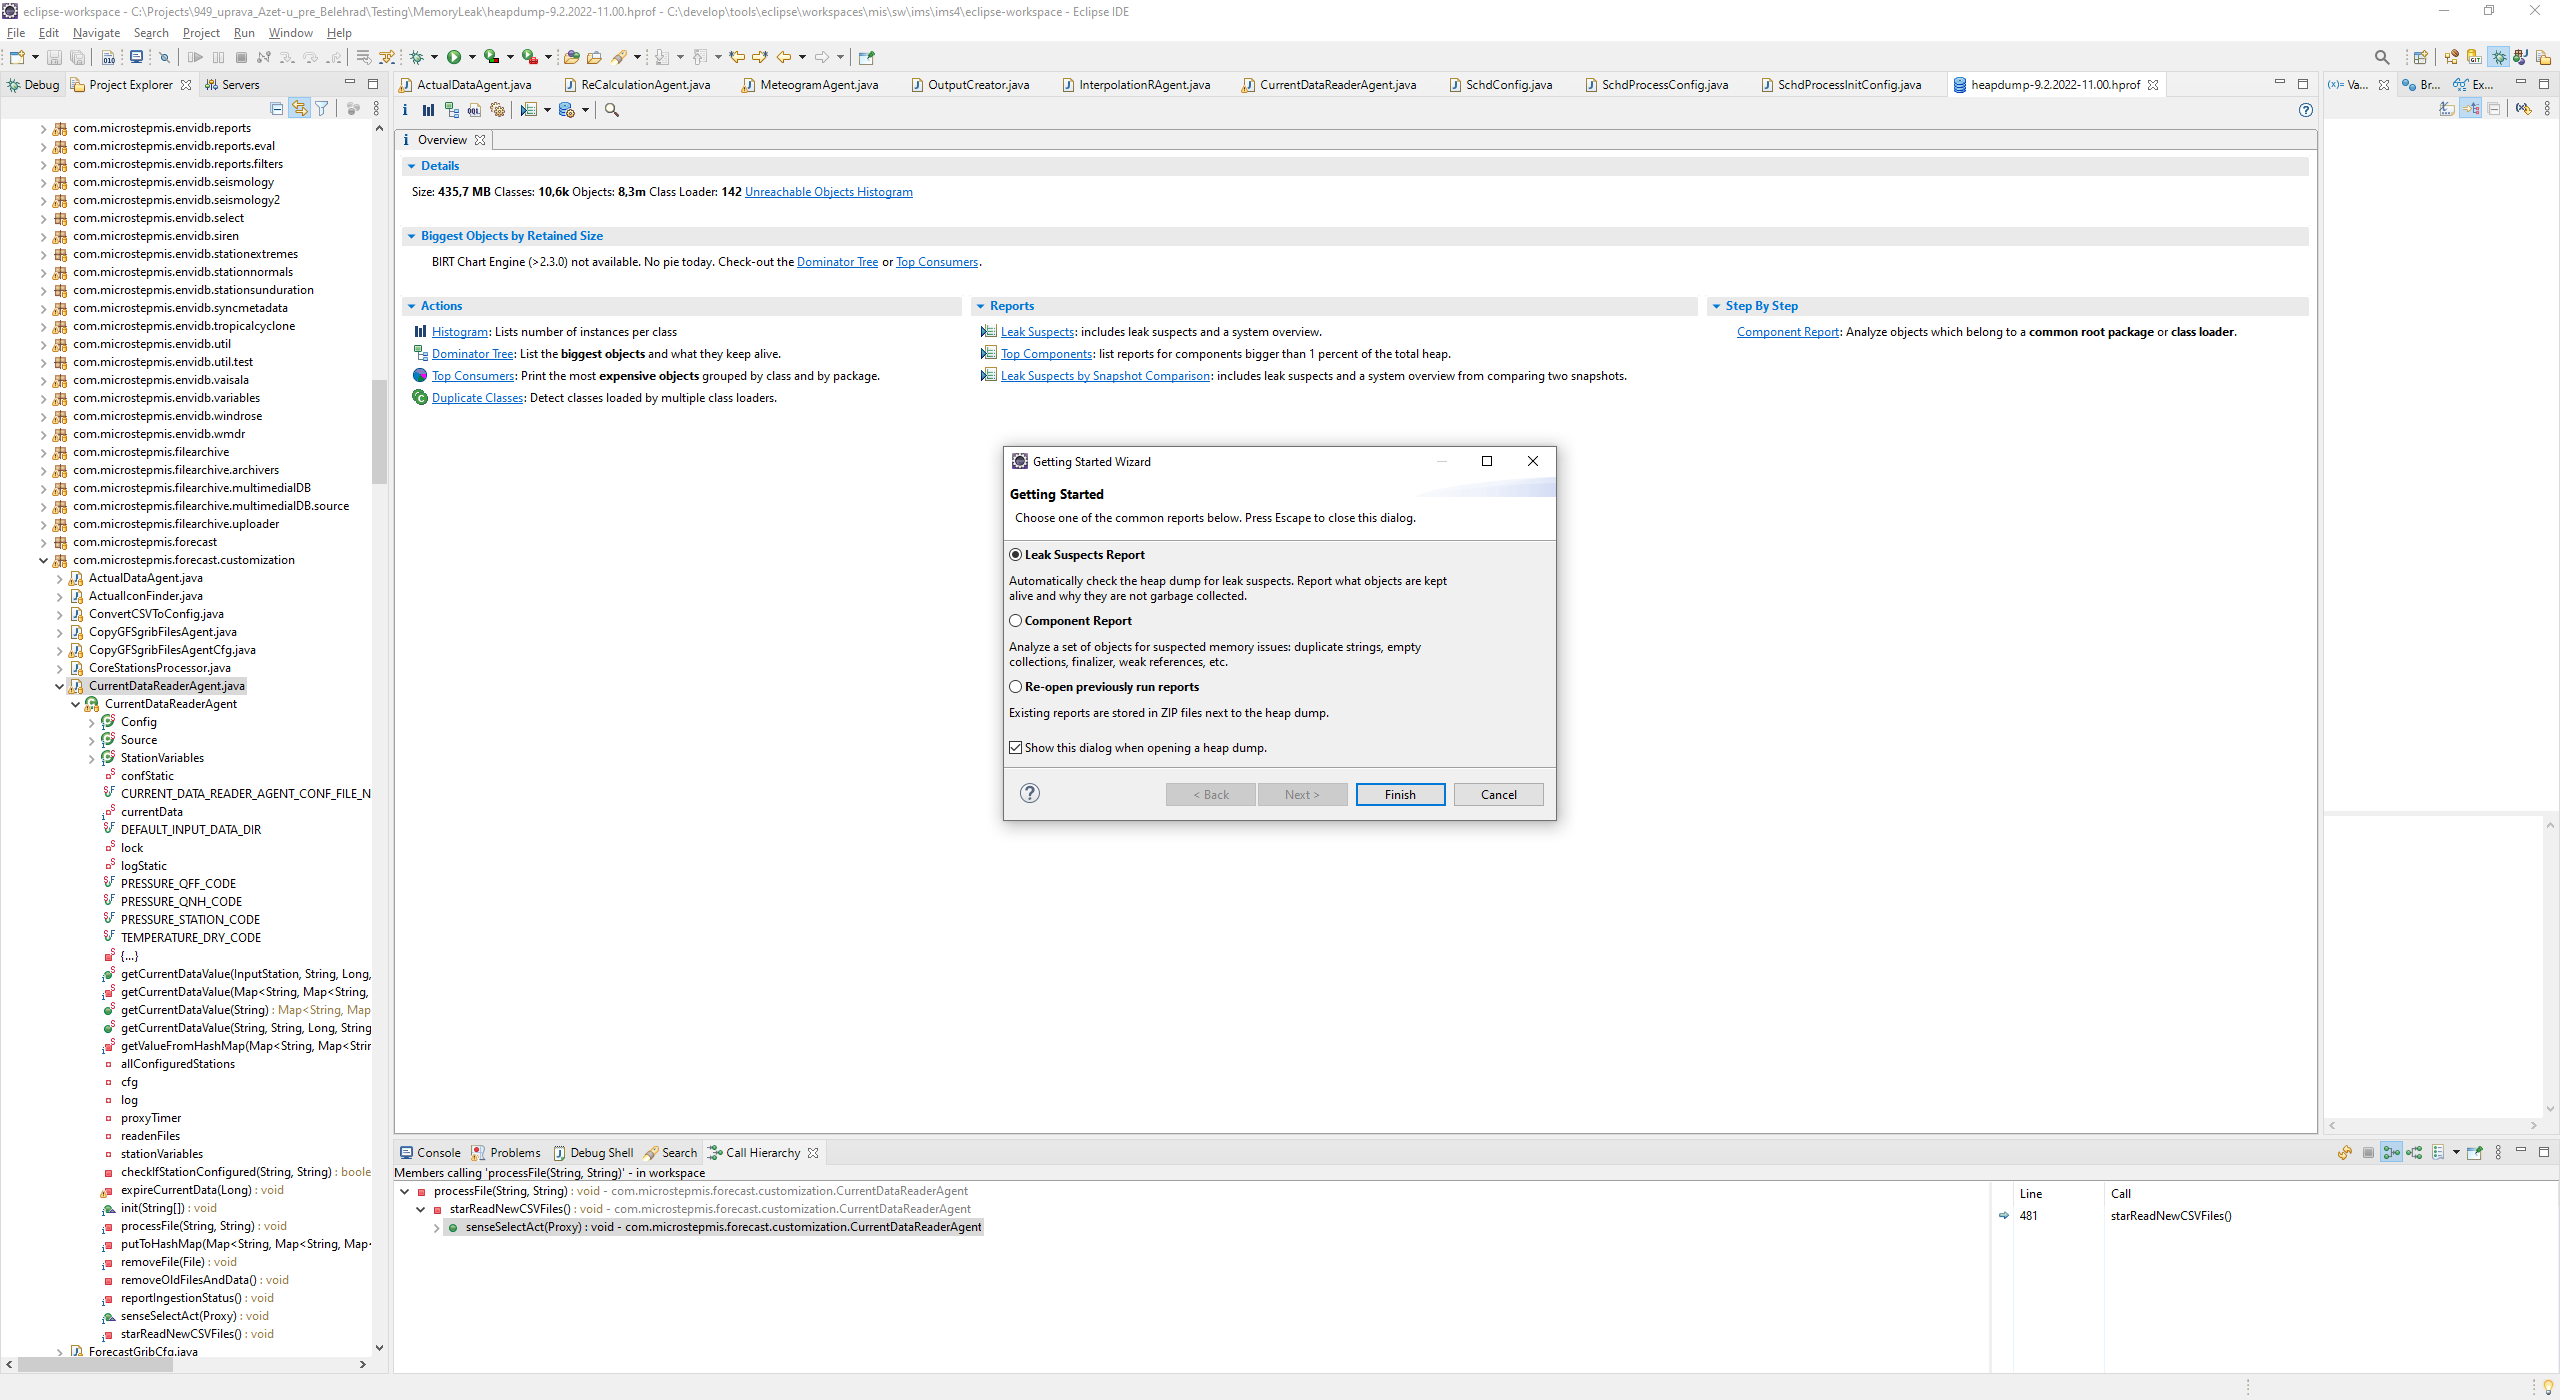 eclipse-workspace - C:\Projects\949_uprava_Azet-u_pre_Belehrad\Testing\MemoryLeak\heapdump-9.2.2022-11.00.hprof - C:\develop\tools\eclipse\workspaces\mis\sw\ims\ims4\eclipse-workspace - Eclipse IDE
File Edit Navigate Search Project Run Window Help
Debug Project Explorer Servers
com.microstepmis.envidb.reports
com.microstepmis.envidb.reports.eval
com.microstepmis.envidb.reports.filters
com.microstepmis.envidb.seismology
com.microstepmis.envidb.seismology2
com.microstepmis.envidb.select
com.microstepmis.envidb.siren
com.microstepmis.envidb.stationextremes
com.microstepmis.envidb.stationnormals
com.microstepmis.envidb.stationsunduration
com.microstepmis.envidb.syncmetadata
com.microstepmis.envidb.tropicalcyclone
com.microstepmis.envidb.util
com.microstepmis.envidb.util.test
com.microstepmis.envidb.vaisala
com.microstepmis.envidb.variables
com.microstepmis.envidb.windrose
com.microstepmis.envidb.wmdr
com.microstepmis.filearchive
com.microstepmis.filearchive.archivers
com.microstepmis.filearchive.multimedialDB
com.microstepmis.filearchive.multimedialDB.source
com.microstepmis.filearchive.uploader
com.microstepmis.forecast
com.microstepmis.forecast.customization
ActualDataAgent.java
ActualIconFinder.java
ConvertCSVToConfig.java
CopyGFSgribFilesAgent.java
CopyGFSgribFilesAgentCfg.java
CoreStationsProcessor.java
CurrentDataReaderAgent.java
CurrentDataReaderAgent
Config
Source
StationVariables
confStatic
CURRENT_DATA_READER_AGENT_CONF_FILE_N
currentData
DEFAULT_INPUT_DATA_DIR
lock
logStatic
PRESSURE_QFF_CODE
PRESSURE_QNH_CODE
PRESSURE_STATION_CODE
TEMPERATURE_DRY_CODE
{...}
getCurrentDataValue(InputStation, String, Long,
getCurrentDataValue(Map<String, Map<String,
getCurrentDataValue(String) : Map<String, Map
getCurrentDataValue(String, String, Long, String
getValueFromHashMap(Map<String, Map<Strir
allConfiguredStations
cfg
log
proxyTimer
readenFiles
stationVariables
checkIfStationConfigured(String, String) : boole
expireCurrentData(Long) : void
init(String[]) : void
processFile(String, String) : void
putToHashMap(Map<String, Map<String, Map<
removeFile(File) : void
removeOldFilesAndData() : void
reportIngestionStatus() : void
senseSelectAct(Proxy) : void
starReadNewCSVFiles() : void
ForecastGribCfg.java
ActualDataAgent.java ReCalculationAgent.java MeteogramAgent.java OutputCreator.java InterpolationRAgent.java CurrentDataReaderAgent.java SchdConfig.java SchdProcessConfig.java SchdProcessInitConfig.java heapdump-9.2.2022-11.00.hprof
Overview
Details
Size: 435,7 MB Classes: 10,6k Objects: 8,3m Class Loader: 142 Unreachable Objects Histogram
Biggest Objects by Retained Size
BIRT Chart Engine (>2.3.0) not available. No pie today. Check-out the Dominator Tree or Top Consumers.
Actions
Histogram: Lists number of instances per class
Dominator Tree: List the biggest objects and what they keep alive.
Top Consumers: Print the most expensive objects grouped by class and by package.
Duplicate Classes: Detect classes loaded by multiple class loaders.
Reports
Leak Suspects: includes leak suspects and a system overview.
Top Components: list reports for components bigger than 1 percent of the total heap.
Leak Suspects by Snapshot Comparison: includes leak suspects and a system overview from comparing two snapshots.
Step By Step
Component Report: Analyze objects which belong to a common root package or class loader.
Getting Started Wizard
Getting Started
Choose one of the common reports below. Press Escape to close this dialog.
Leak Suspects Report
Automatically check the heap dump for leak suspects. Report what objects are kept
alive and why they are not garbage collected.
Component Report
Analyze a set of objects for suspected memory issues: duplicate strings, empty
collections, finalizer, weak references, etc.
Re-open previously run reports
Existing reports are stored in ZIP files next to the heap dump.
Show this dialog when opening a heap dump.
< Back Next > Finish Cancel
Console Problems Debug Shell Search Call Hierarchy
Members calling 'processFile(String, String)' - in workspace
processFile(String, String) : void - com.microstepmis.forecast.customization.CurrentDataReaderAgent
starReadNewCSVFiles() : void - com.microstepmis.forecast.customization.CurrentDataReaderAgent
senseSelectAct(Proxy) : void - com.microstepmis.forecast.customization.CurrentDataReaderAgent
Line Call
481 starReadNewCSVFiles()
(x)= Va... Br... Ex...